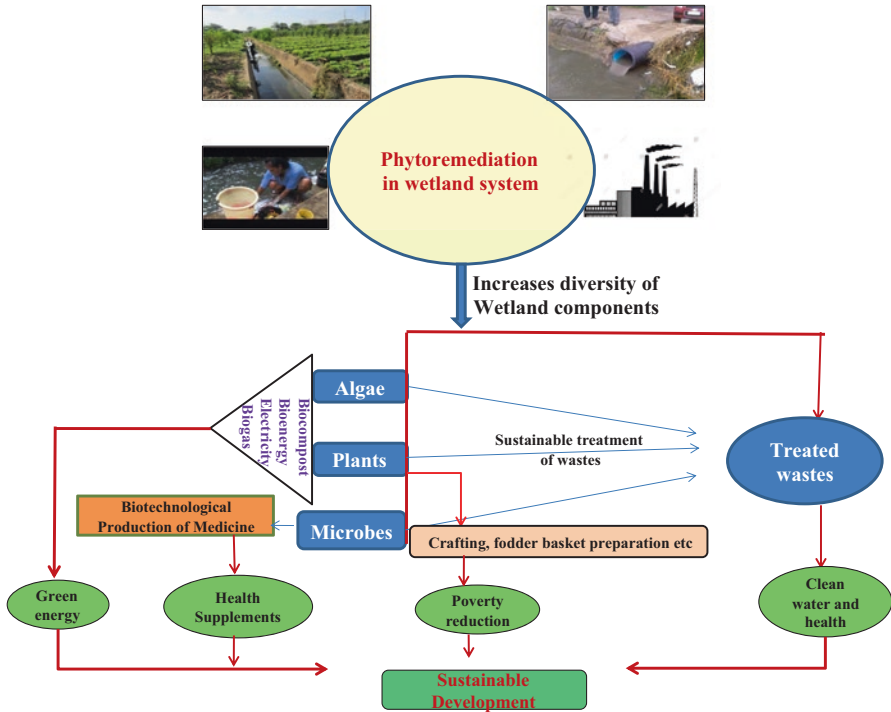 Phytoremediation
in wetland system
Increases diversity of
Wetland components
Algae
Biocompost
Bioenergy
Electricity
Biogas
Sustainable treatment
of wastes
Treated
wastes
Plants
Biotechnological
Production of Medicine
Microbes
Crafting, fodder basket preparation etc
Green
energy
Health
Supplements
Poverty
reduction
Clean
water and
health
Sustainable
Development